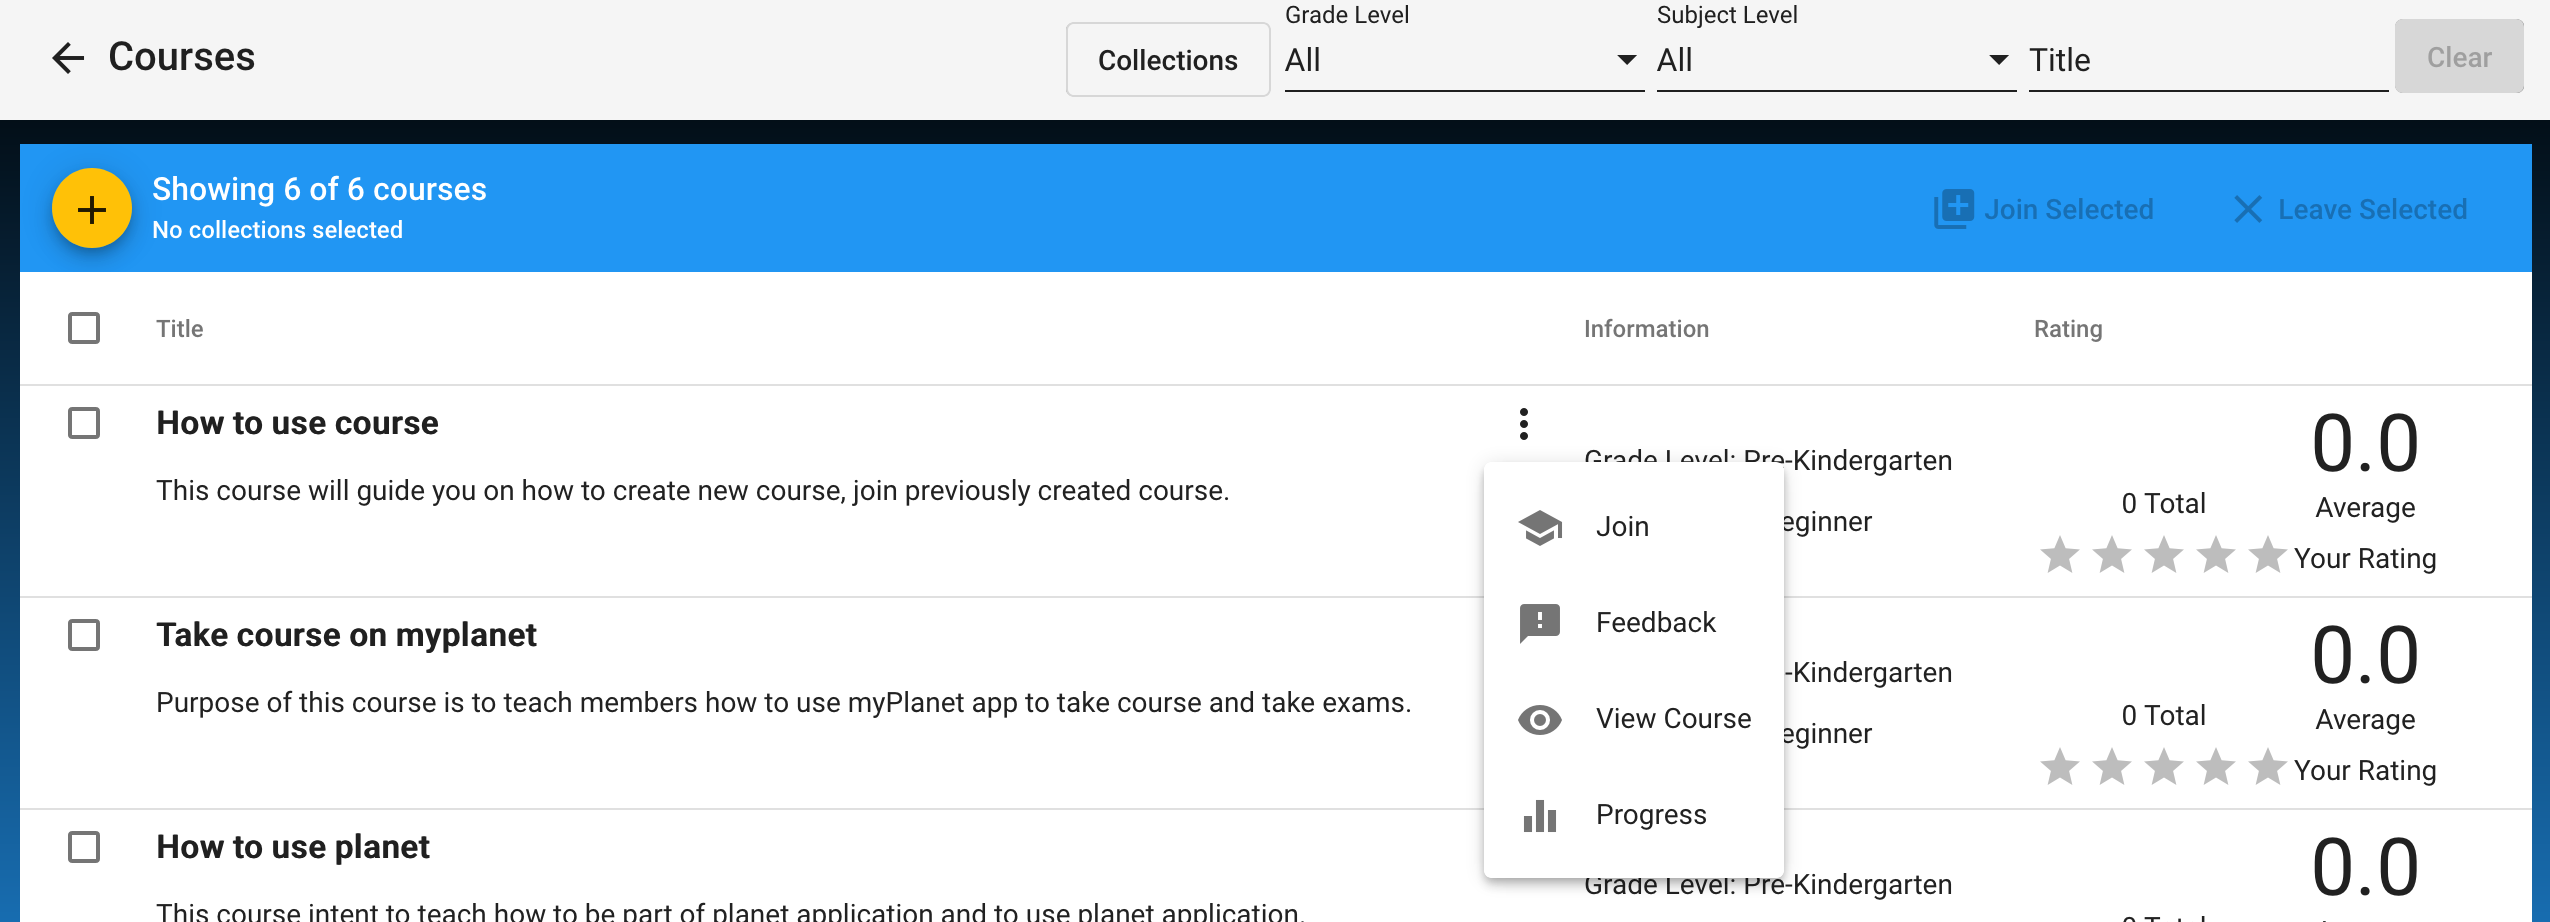 Courses
Collections
Grade Level
All
Subject Level
All
Title
Clear
Showing 6 of 6 courses
No collections selected
Join Selected
Leave Selected
Title
Information
Rating
How to use course
This course will guide you on how to create new course, join previously created course.
Grade Level: Pre-Kindergarten
eginner
0 Total
0.0
Average
Your Rating
Join
Feedback
View Course
Progress
Take course on myplanet
Purpose of this course is to teach members how to use myPlanet app to take course and take exams.
-Kindergarten
eginner
0 Total
0.0
Average
Your Rating
How to use planet
This course intent to teach how to be part of planet application and to use planet application.
Grade Level: Pre-Kindergarten
0.0
0 Total